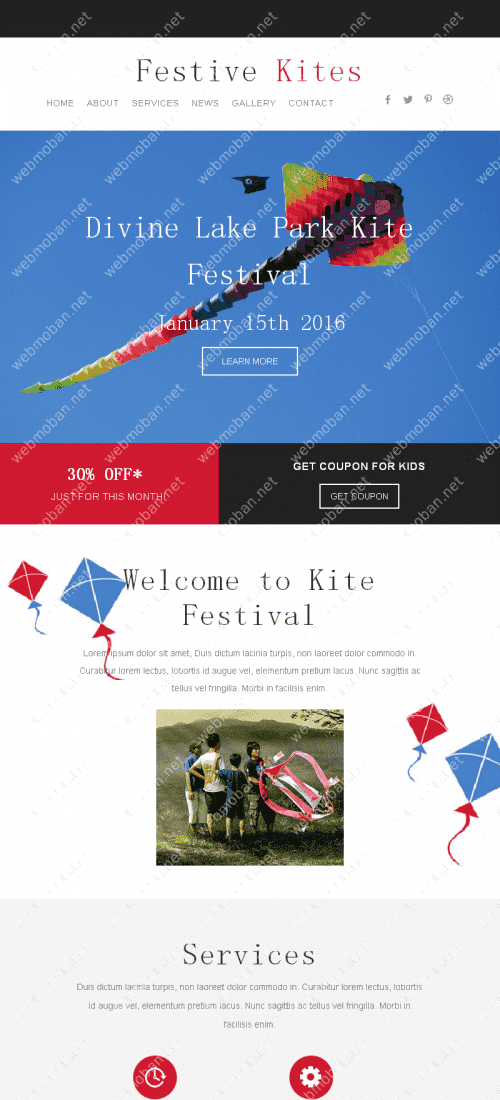 Festive Kites
HOME ABOUT SERVICES NEWS GALLERY CONTACT
Divine Lake Park Kite
Festival
January 15th 2016
LEARN MORE
30% OFF*
JUST FOR THIS MONTH!
GET COUPON FOR KIDS
GET COUPON
Welcome to Kite
Festival
Lorem ipsum dolor sit amet, Duis dictum lacinia turpis, non laoreet dolor commodo in.
Curabitur lorem lectus, lobortis id augue vel, elementum pretium lacus. Nunc sagittis ac
tellus vel fringilla. Morbi in facilisis enim.
Services
Duis dictum lacinia turpis, non laoreet dolor commodo in. Curabitur lorem lectus, lobortis
id augue vel, elementum pretium lacus. Nunc sagittis ac tellus vel fringilla. Morbi in
facilisis enim.
webmoban.net